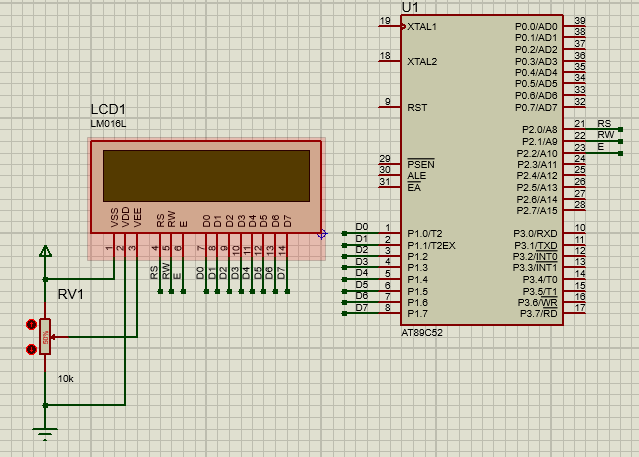 LCD1
LM016L
VSS
VDD
VEE
RS
RW
E
D0
D1
D2
D3
D4
D5
D6
D7
1
2
3
4
5
6
7
8
9
10
11
12
13
14
RS
RW
E
D0
D1
D2
D3
D4
D5
D6
D7
RV1
50%
10k
U1
19 XTAL1
18 XTAL2
9 RST
29 PSEN
30 ALE
31 EA
D0 1 P1.0/T2
D1 2 P1.1/T2EX
D2 3 P1.2
D3 4 P1.3
D4 5 P1.4
D5 6 P1.5
D6 7 P1.6
D7 8 P1.7
P0.0/AD0 39
P0.1/AD1 38
P0.2/AD2 37
P0.3/AD3 36
P0.4/AD4 35
P0.5/AD5 34
P0.6/AD6 33
P0.7/AD7 32
P2.0/A8 21 RS
P2.1/A9 22 RW
P2.2/A10 23 E
P2.3/A11 24
P2.4/A12 25
P2.5/A13 26
P2.6/A14 27
P2.7/A15 28
P3.0/RXD 10
P3.1/TXD 11
P3.2/INT0 12
P3.3/INT1 13
P3.4/T0 14
P3.5/T1 15
P3.6/WR 16
P3.7/RD 17
AT89C52